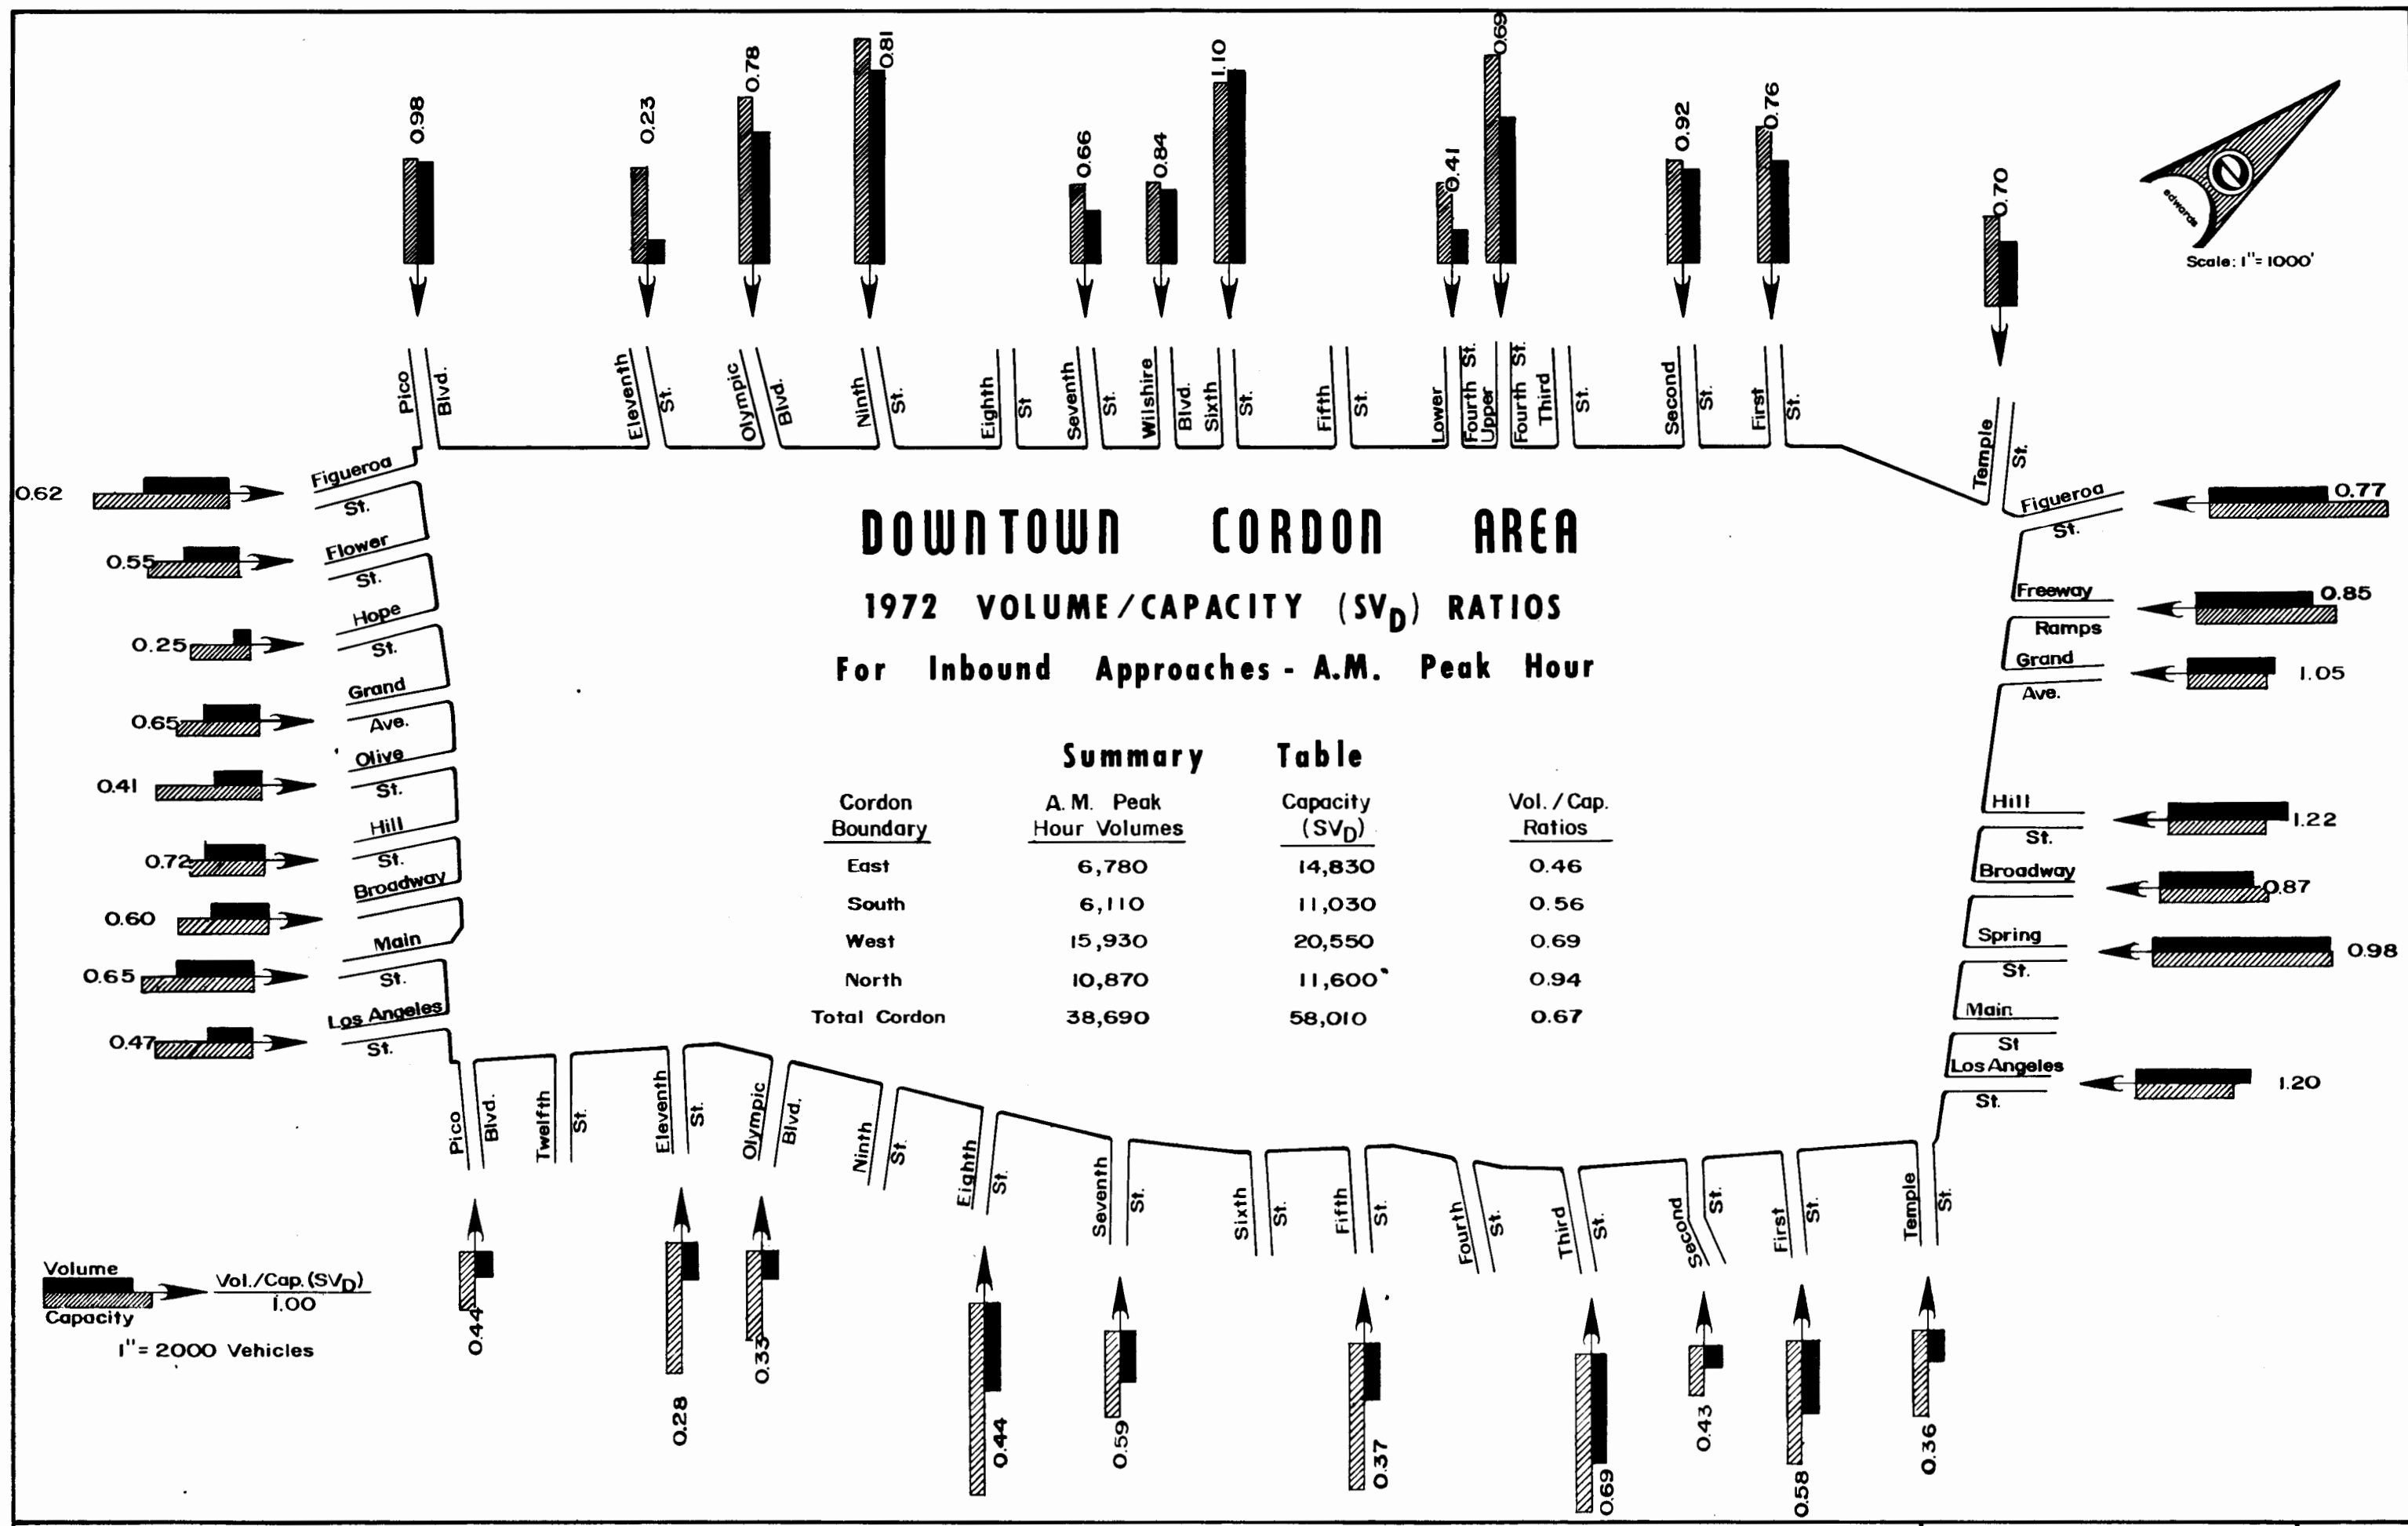 0.98
0.23
0.78
0.81
0.66
0.84
1.10
0.41
0.69
0.92
0.76
0.70
edwards
Scale: 1"= 1000'
Pico
Blvd.
Eleventh
St.
Olympic
Blvd.
Ninth
St.
Eighth
St
Seventh
St.
Wilshire
Blvd.
Sixth
St.
Fifth
St.
Lower
Fourth St.
Upper
Fourth St.
Third
St.
Second
St.
First
St.
Temple
St.
0.62
Figueroa
St.
0.55
Flower
St.
0.25
Hope
St.
0.65
Grand
Ave.
0.41
Olive
St.
0.72
Hill
St.
0.60
Broadway
0.65
Main
St.
0.47
Los Angeles
St.
DOWNTOWN CORDON AREA
1972 VOLUME/CAPACITY (SVD) RATIOS
For Inbound Approaches - A.M. Peak Hour
Summary Table
Cordon A.M. Peak Capacity Vol./Cap.
Boundary Hour Volumes (SVD) Ratios
East 6,780 14,830 0.46
South 6,110 11,030 0.56
West 15,930 20,550 0.69
North 10,870 11,600 0.94
Total Cordon 38,690 58,010 0.67
Figueroa
St.
0.77
Freeway
Ramps
0.85
Grand
Ave.
1.05
Hill
St.
1.22
Broadway
0.87
Spring
St.
0.98
Main
St
Los Angeles
St.
1.20
Pico
Blvd.
Twelfth
St.
Eleventh
St.
Olympic
Blvd.
Ninth
St.
Eighth
St.
Seventh
St.
Sixth
St.
Fifth
St.
Fourth
St.
Third
St.
Second
St.
First
St.
Temple
St.
0.44
0.28
0.33
0.44
0.59
0.37
0.69
0.43
0.58
0.36
Volume
Vol./Cap.(SVD)
1.00
Capacity
1"= 2000 Vehicles